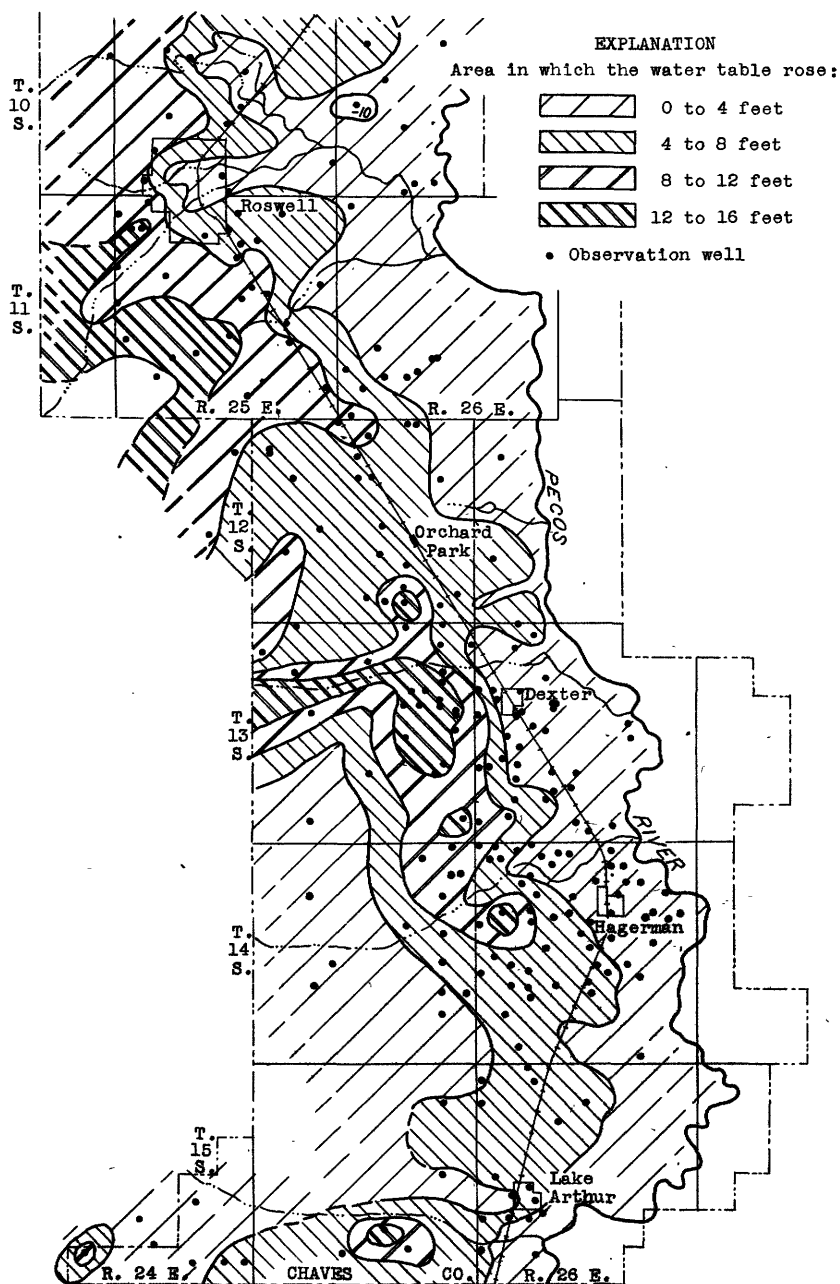 EXPLANATION
Area in which the water table rose:
0 to 4 feet
4 to 8 feet
8 to 12 feet
12 to 16 feet
Observation well
T.
10
S.
-10
Roswell
T.
11
S.
R. 25 E.
R. 26 E.
PECOS
T.
12
S.
Orchard
Park
Dexter
T.
13
S.
RIVER
Hagerman
T.
14
S.
T.
15
S.
Lake
Arthur
R. 24 E.
CHAVES
CO.
R. 26 E.